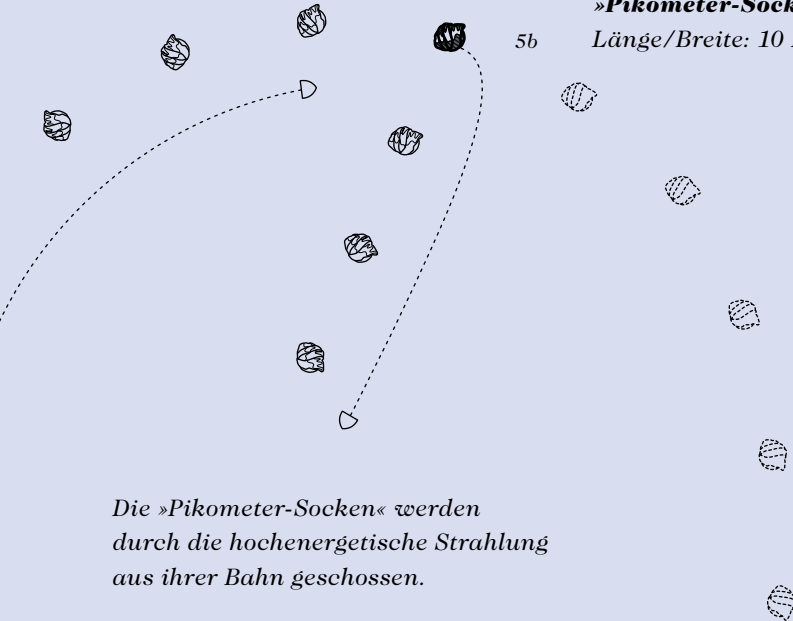 »Pikometer-Sock
5b
Länge/Breite: 10
Die »Pikometer-Socken« werden
durch die hochenergetische Strahlung
aus ihrer Bahn geschossen.